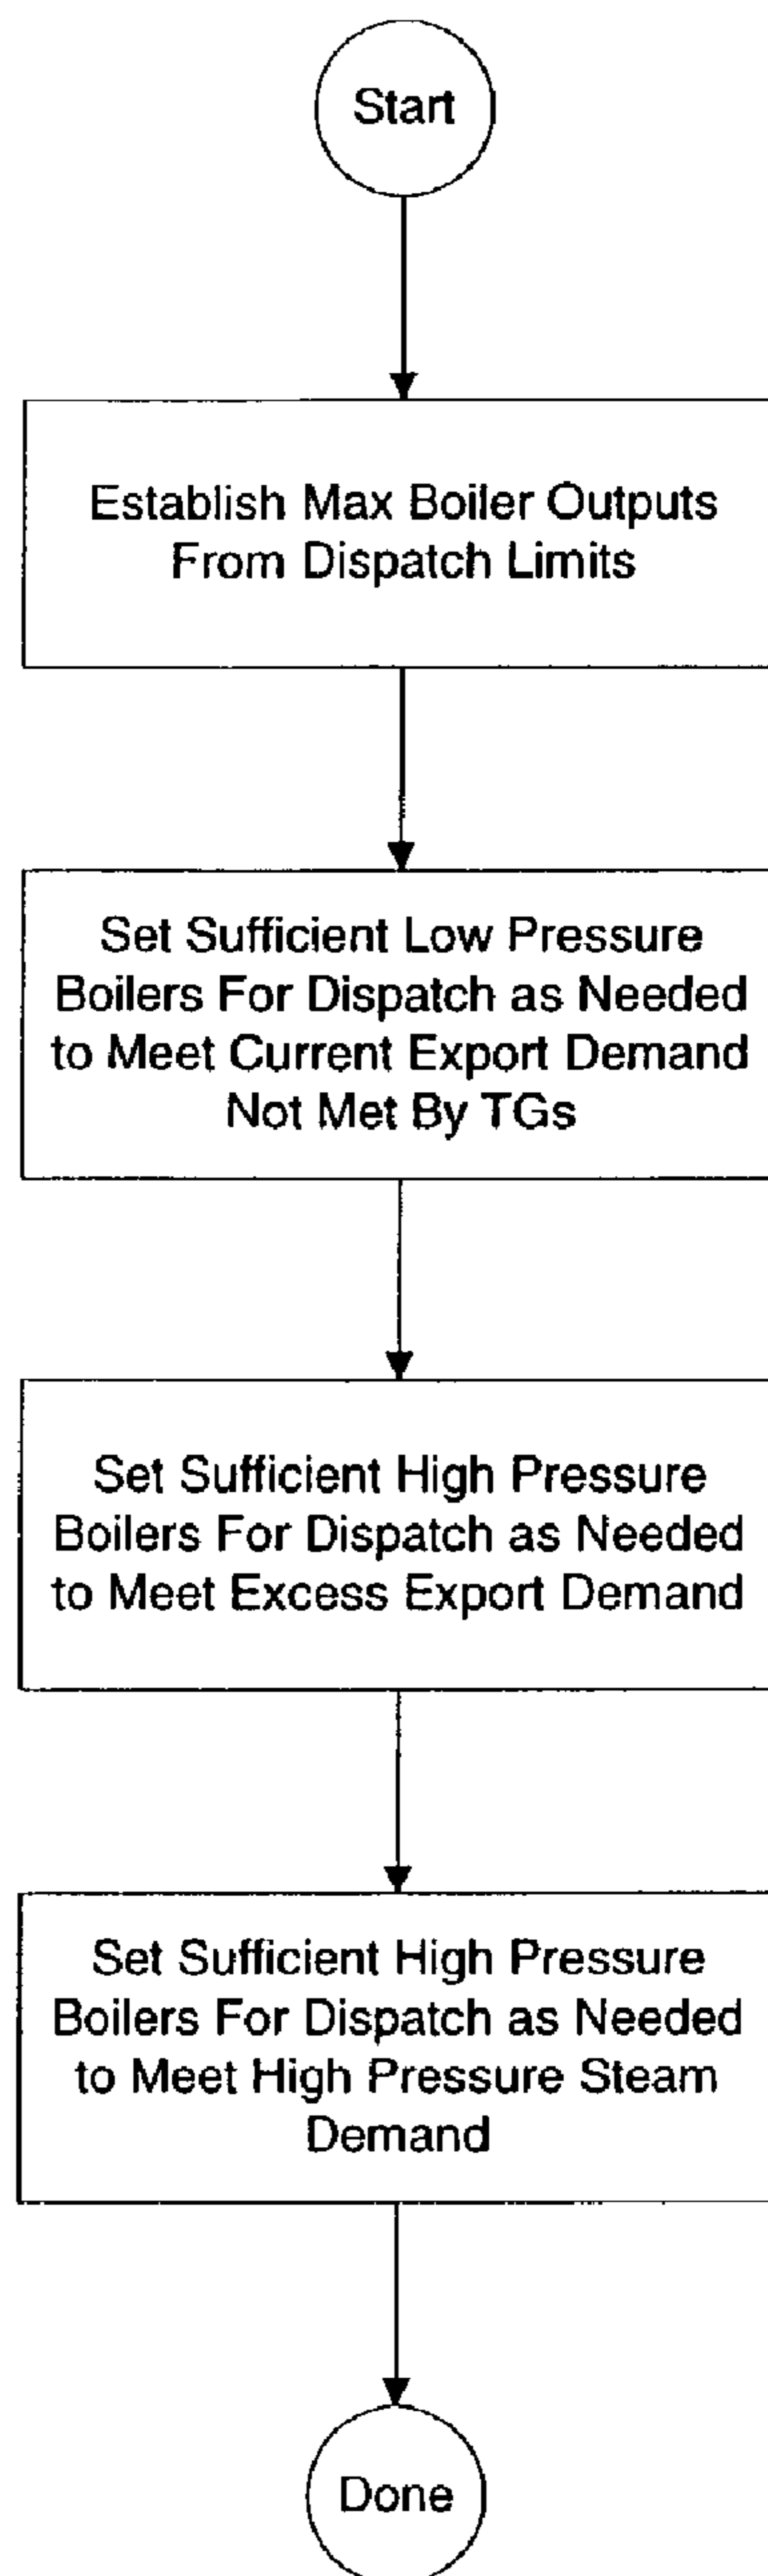 Start
Establish Max Boiler Outputs
From Dispatch Limits
Set Sufficient Low Pressure
Boilers For Dispatch as Needed
to Meet Current Export Demand
Not Met By TGs
Set Sufficient High Pressure
Boilers For Dispatch as Needed
to Meet Excess Export Demand
Set Sufficient High Pressure
Boilers For Dispatch as Needed
to Meet High Pressure Steam
Demand
Done